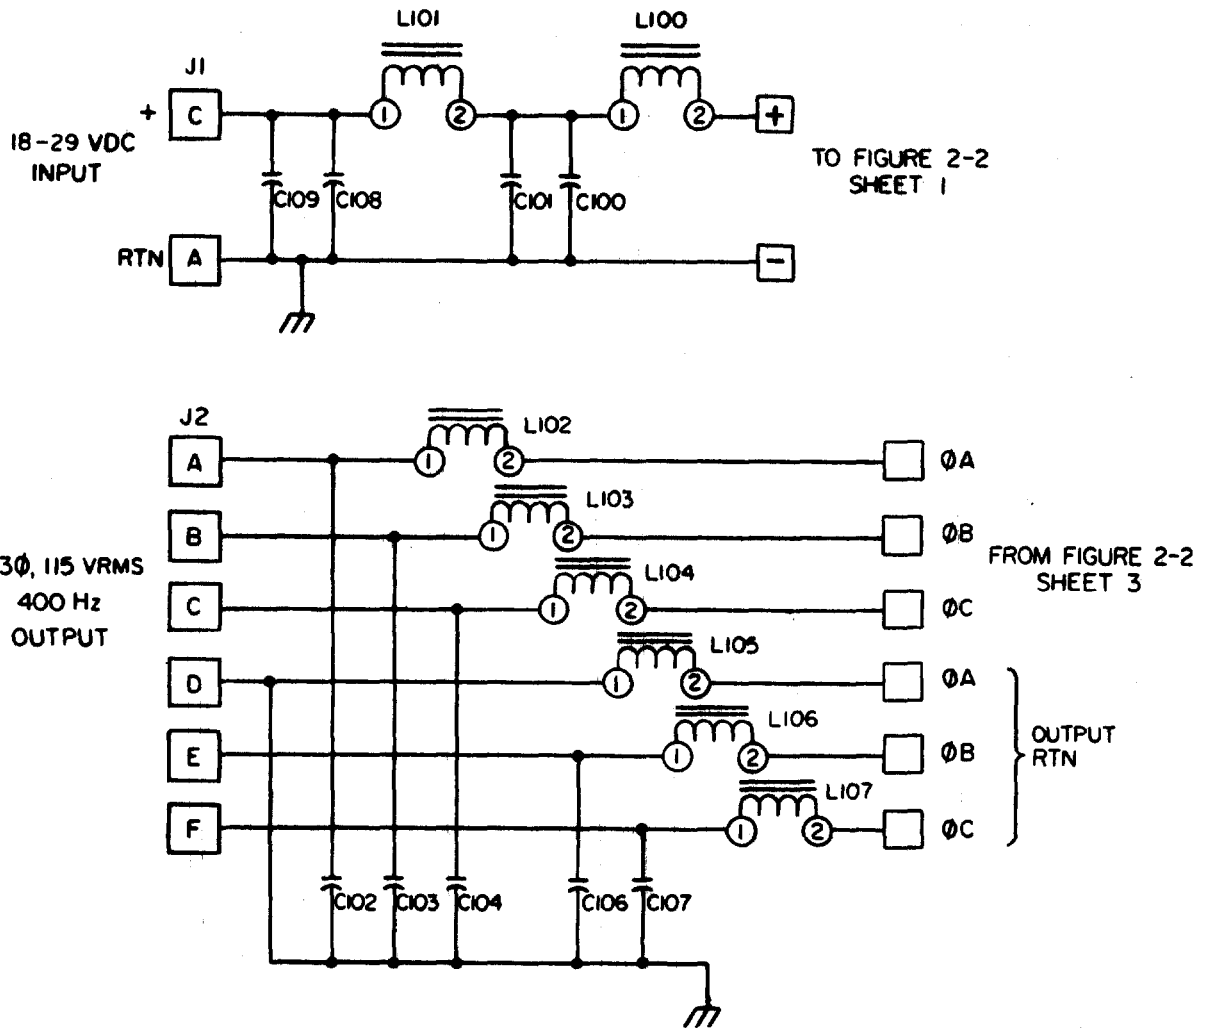 L101
L100
J1
+ C
1 2
1 2
+
18-29 VDC
INPUT
TO FIGURE 2-2
SHEET 1
C109
C108
C101
C100
RTN A
−
J2
L102
A
1 2
ØA
L103
B
1 2
ØB
3Ø, 115 VRMS
400 Hz
OUTPUT
FROM FIGURE 2-2
SHEET 3
L104
C
1 2
ØC
L105
D
1 2
ØA
L106
E
1 2
ØB
OUTPUT
RTN
L107
F
1 2
ØC
C102
C103
C104
C106
C107